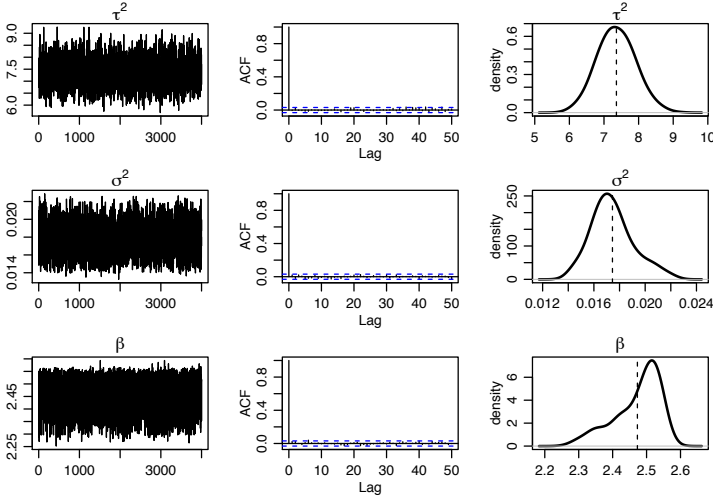 τ²
6.0 7.5 9.0
0 1000 3000
ACF
0.0 0.4 0.8
0 10 20 30 40 50
Lag
τ²
density
0.0 0.3 0.6
5 6 7 8 9 10
σ²
0.014 0.020
0 1000 3000
ACF
0.0 0.4 0.8
0 10 20 30 40 50
Lag
σ²
density
0 100 250
0.012 0.016 0.020 0.024
β
2.25 2.45
0 1000 3000
ACF
0.0 0.4 0.8
0 10 20 30 40 50
Lag
β
density
0 2 4 6
2.2 2.3 2.4 2.5 2.6